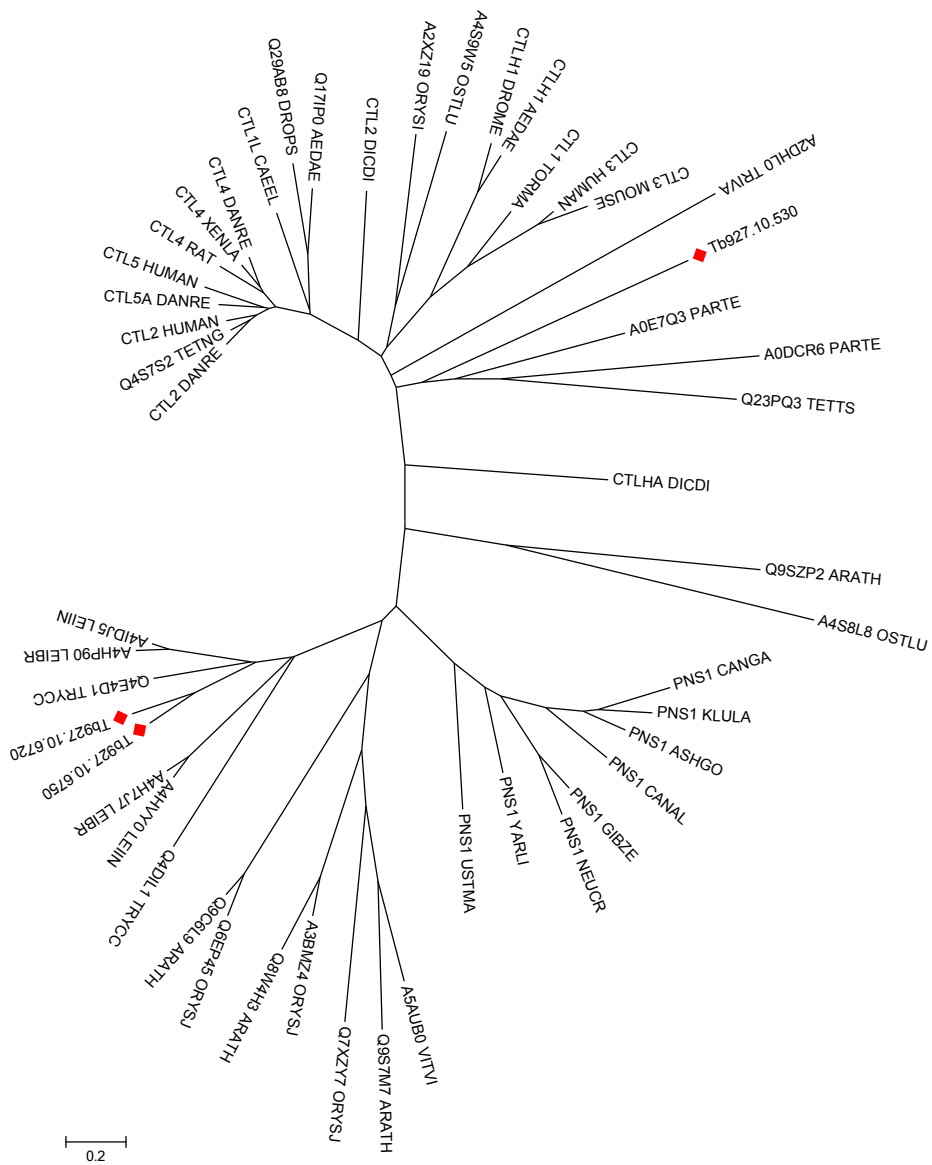 Q29AB8 DROPS
Q17IP0 AEDAE
CTL2 DICDI
A2XZ19 ORYSI
A4S9W5 OSTLU
CTLH1 DROME
CTLH1 AEDAE
CTL1 TORMA
CTL3 HUMAN
CTL3 MOUSE
A2DHL0 TRIVA
Tb927.10.530
A0E7Q3 PARTE
A0DCR6 PARTE
Q23PQ3 TETTS
CTLHA DICDI
Q9SZP2 ARATH
A4S8L8 OSTLU
PNS1 CANGA
PNS1 KLULA
PNS1 ASHGO
PNS1 CANAL
PNS1 GIBZE
PNS1 NEUCR
PNS1 YARLI
PNS1 USTMA
A5AUB0 VITVI
Q9S7M7 ARATH
Q7XZY7 ORYSJ
A3BMZ4 ORYSJ
Q8W4H3 ARATH
Q6EP45 ORYSJ
Q9C6L9 ARATH
Q4DIL1 TRYCC
A4HVY0 LEIIN
A4H7J7 LEIBR
Tb927.10.6750
Tb927.10.6720
Q4E4D1 TRYCC
A4HP90 LEIBR
A4IDJ5 LEIIN
CTL2 DANRE
Q4S7S2 TETNG
CTL2 HUMAN
CTL5A DANRE
CTL5 HUMAN
CTL4 RAT
CTL4 XENLA
CTL4 DANRE
CTL1L CAEEL
0.2